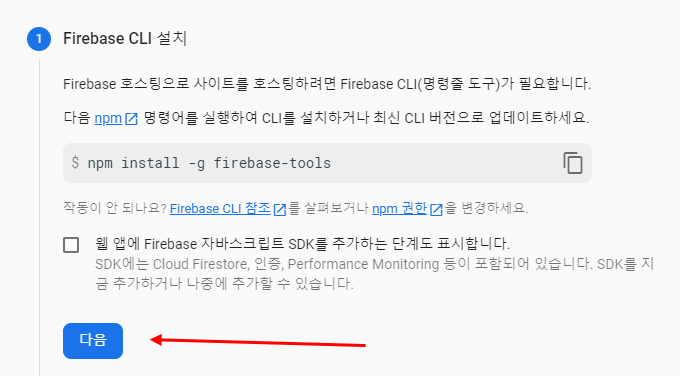 1 Firebase CLI 설치
Firebase 호스팅으로 사이트를 호스팅하려면 Firebase CLI(명령줄 도구)가 필요합니다.
다음 npm 명령어를 실행하여 CLI를 설치하거나 최신 CLI 버전으로 업데이트하세요.
$ npm install -g firebase-tools
작동이 안 되나요? Firebase CLI 참조를 살펴보거나 npm 권한을 변경하세요.
웹 앱에 Firebase 자바스크립트 SDK를 추가하는 단계도 표시합니다.
SDK에는 Cloud Firestore, 인증, Performance Monitoring 등이 포함되어 있습니다. SDK를 지
금 추가하거나 나중에 추가할 수 있습니다.
다음